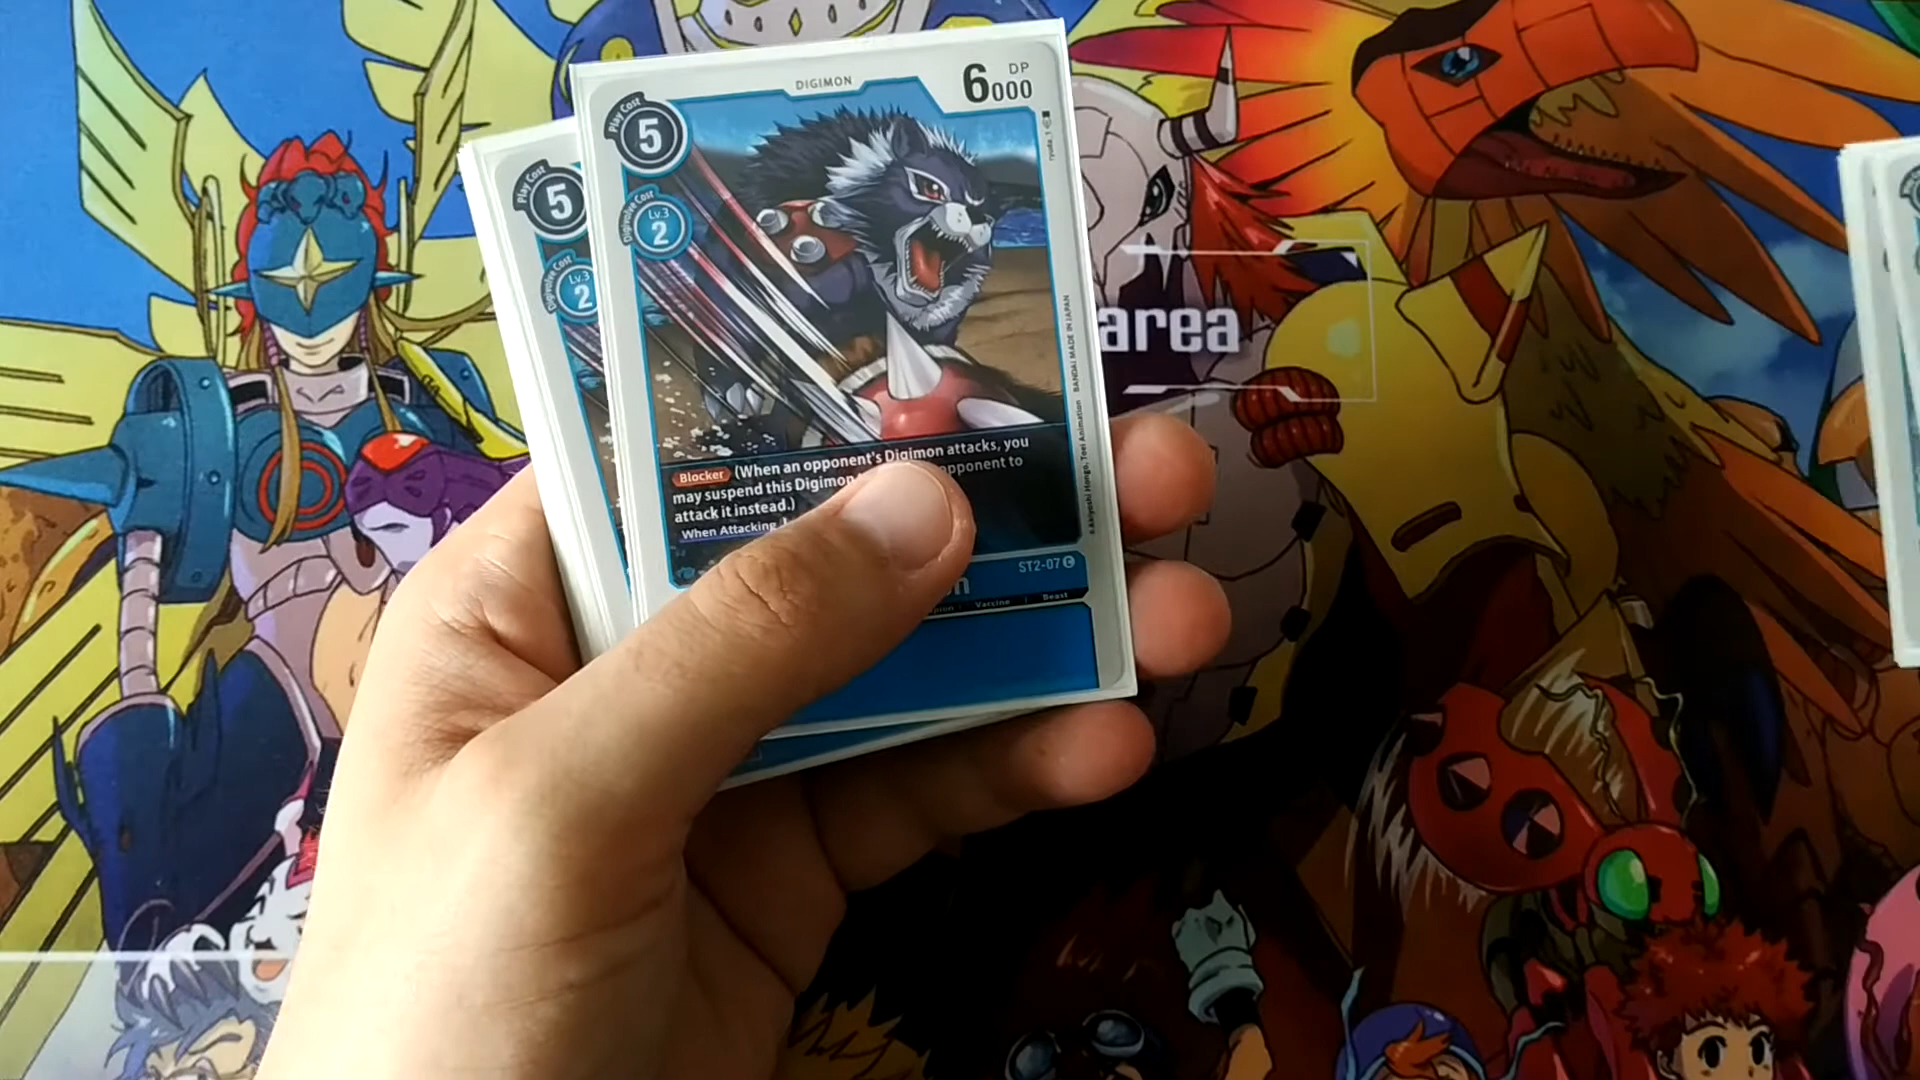 DIGIMON
DP
6000
Play Cost
5
Digivolve Cost
Lv.3
2
Play Cost
5
Digivolve Cost
Lv.3
2
Blocker (When an opponent's Digimon attacks, you
may suspend this Digimon opponent to
attack it instead.)
When Attacking
ST2-07 C
Vaccine | Beast
© Akiyoshi Hongo, Toei Animation BANDAI MADE IN JAPAN
area